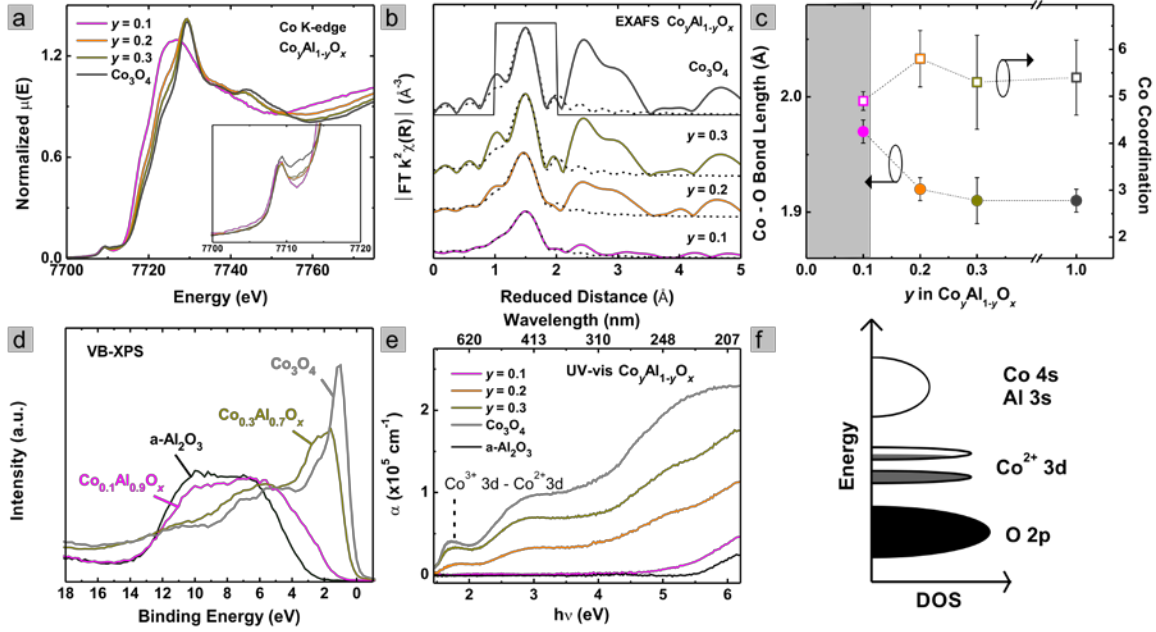 a
Co K-edge
CoyAl1-yOx
y = 0.1
y = 0.2
y = 0.3
Co3O4
Normalized μ(E)
1.2
0.6
0.0
7700 7710 7720
7700 7720 7740 7760
Energy (eV)
b
EXAFS CoyAl1-yOx
Co3O4
y = 0.3
y = 0.2
y = 0.1
| FT k2χ(R) | (Å-3)
0 1 2 3 4 5
Reduced Distance (Å)
c
Co - O Bond Length (Å)
2.0
1.9
Co Coordination
6
5
4
3
2
0.0 0.1 0.2 0.3 1.0
y in CoyAl1-yOx
d
VB-XPS
Co3O4
Co0.3Al0.7Ox
a-Al2O3
Co0.1Al0.9Ox
Intensity (a.u.)
18 16 14 12 10 8 6 4 2 0
Binding Energy (eV)
e
Wavelength (nm)
620 413 310 248 207
y = 0.1
y = 0.2
y = 0.3
Co3O4
a-Al2O3
UV-vis CoyAl1-yOx
Co3+ 3d - Co2+3d
α (x105 cm-1)
2
1
0
2 3 4 5 6
hν (eV)
f
Energy
Co 4s
Al 3s
Co2+ 3d
O 2p
DOS